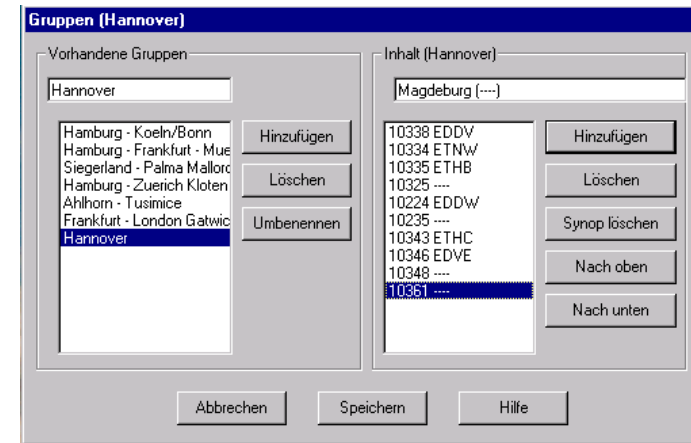 Gruppen (Hannover)
Vorhandene Gruppen
Hannover
Hamburg - Koeln/Bonn
Hamburg - Frankfurt - Mue
Siegerland - Palma Mallorc
Hamburg - Zuerich Kloten
Ahlhorn - Tusimice
Frankfurt - London Gatwic
Hannover
Hinzufügen
Löschen
Umbenennen
Inhalt (Hannover)
Magdeburg (----)
10338 EDDV
10334 ETNW
10335 ETHB
10325 ----
10224 EDDW
10235 ----
10343 ETHC
10346 EDVE
10348 ----
10361 ----
Hinzufügen
Löschen
Synop löschen
Nach oben
Nach unten
Abbrechen
Speichern
Hilfe